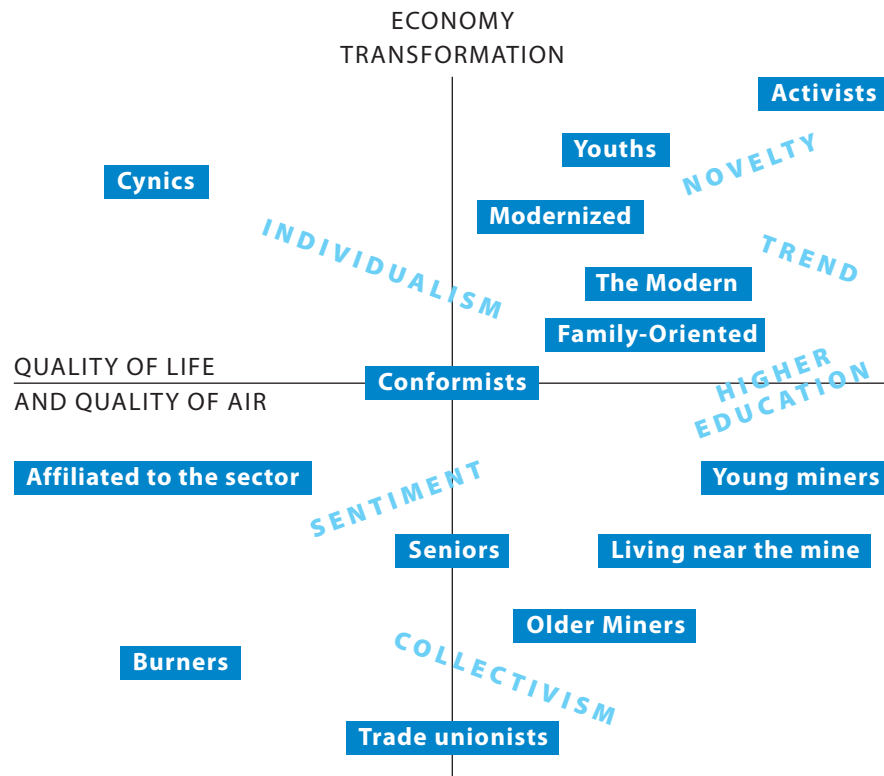 ECONOMY
TRANSFORMATION
Activists
Youths
NOVELTY
Cynics
Modernized
INDIVIDUALISM
TREND
The Modern
Family-Oriented
QUALITY OF LIFE
AND QUALITY OF AIR
Conformists
HIGHER
EDUCATION
Affiliated to the sector
SENTIMENT
Young miners
Seniors
Living near the mine
Older Miners
Burners
COLLECTIVISM
Trade unionists